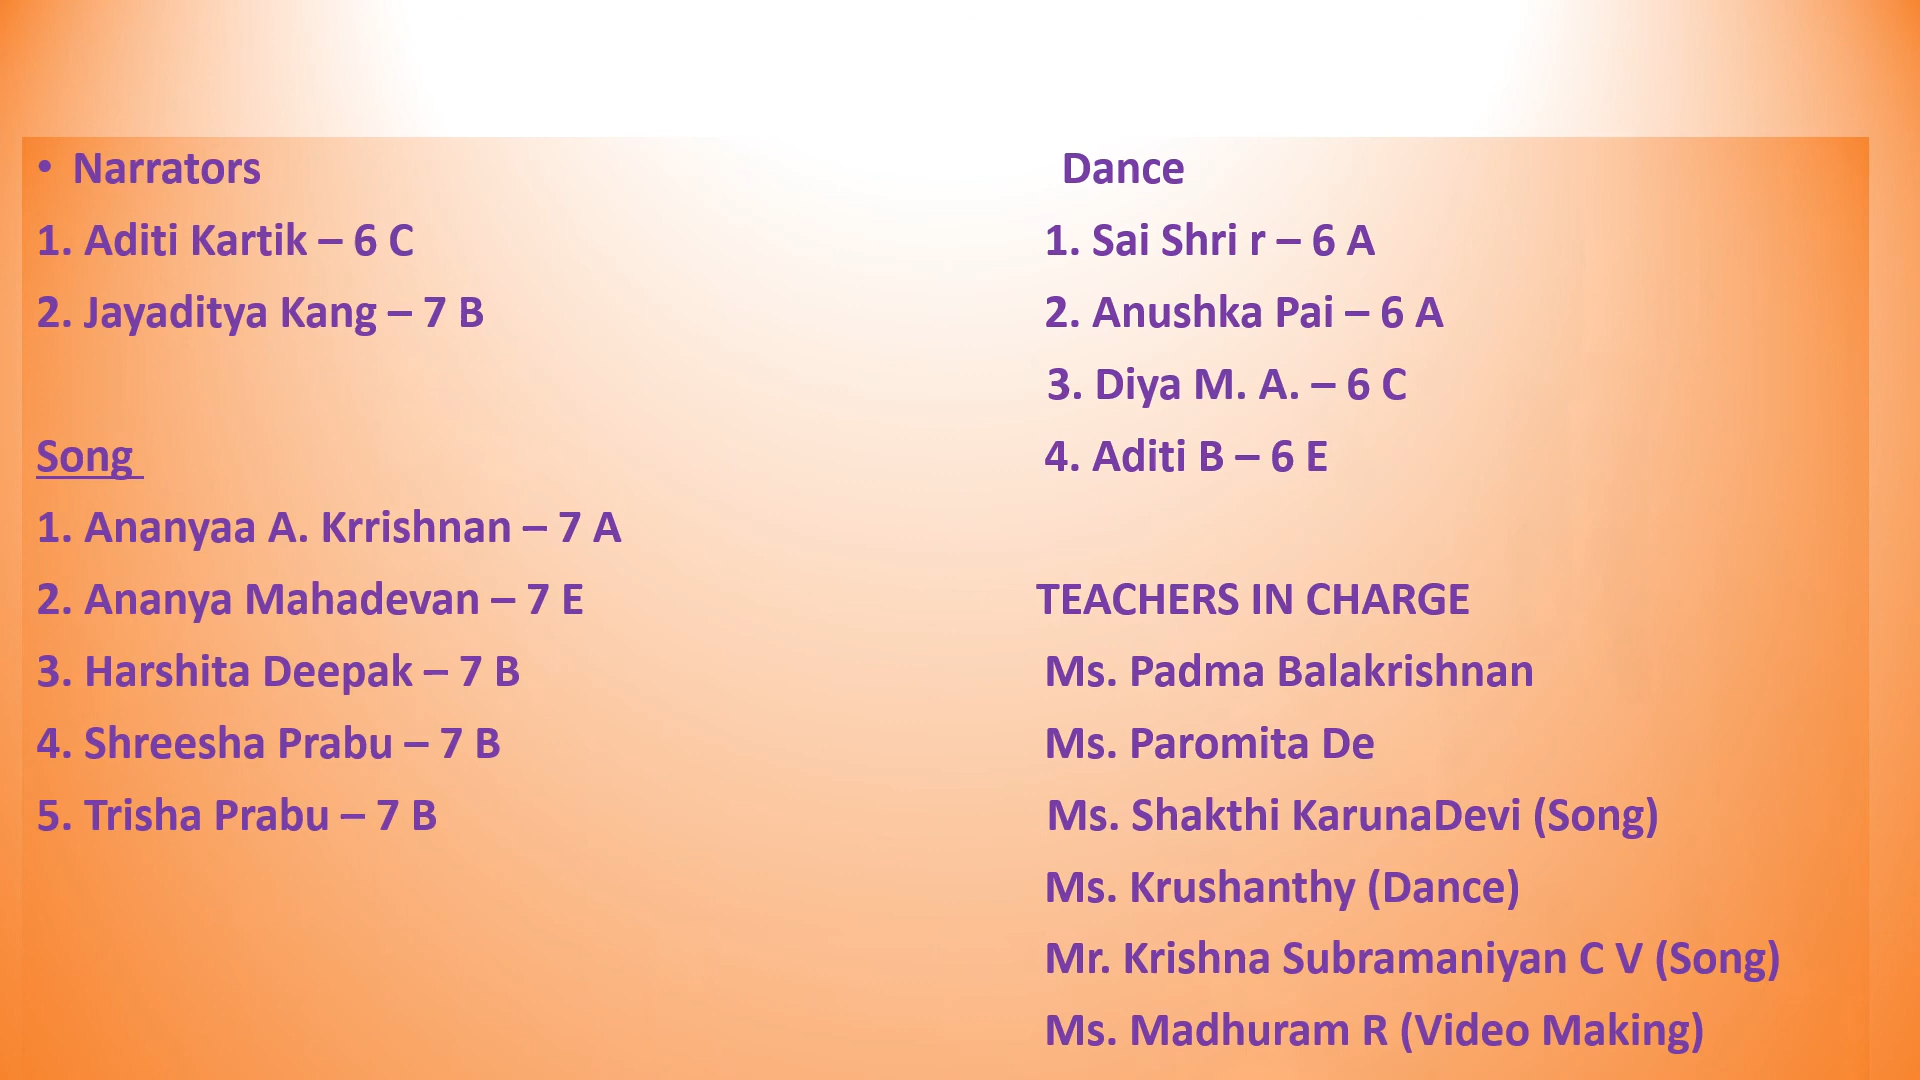 • Narrators
1. Aditi Kartik – 6 C
2. Jayaditya Kang – 7 B
Song
1. Ananyaa A. Krrishnan – 7 A
2. Ananya Mahadevan – 7 E
3. Harshita Deepak – 7 B
4. Shreesha Prabu – 7 B
5. Trisha Prabu – 7 B
Dance
1. Sai Shri r – 6 A
2. Anushka Pai – 6 A
3. Diya M. A. – 6 C
4. Aditi B – 6 E
TEACHERS IN CHARGE
Ms. Padma Balakrishnan
Ms. Paromita De
Ms. Shakthi KarunaDevi (Song)
Ms. Krushanthy (Dance)
Mr. Krishna Subramaniyan C V (Song)
Ms. Madhuram R (Video Making)